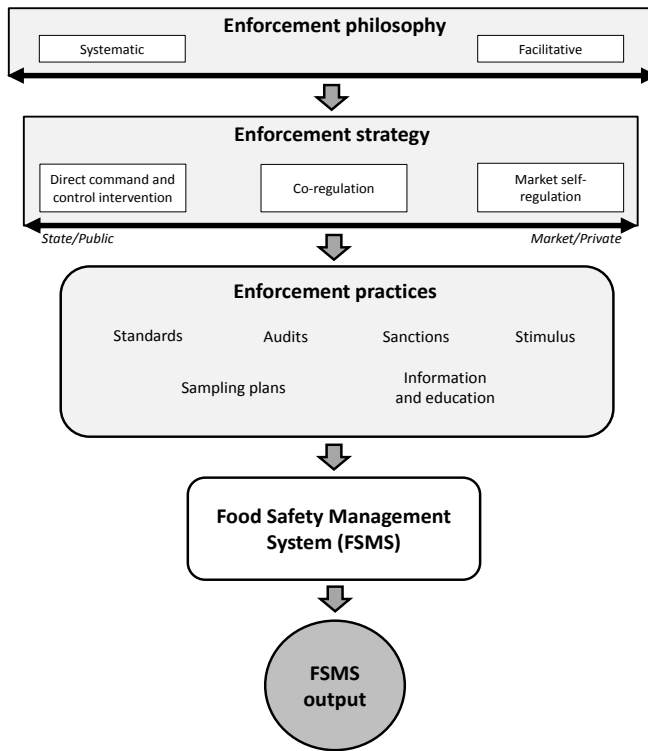 Enforcement philosophy
Systematic
Facilitative
Enforcement strategy
Direct command and
control intervention
Co-regulation
Market self-
regulation
State/Public
Market/Private
Enforcement practices
Standards
Audits
Sanctions
Stimulus
Sampling plans
Information
and education
Food Safety Management
System (FSMS)
FSMS
output